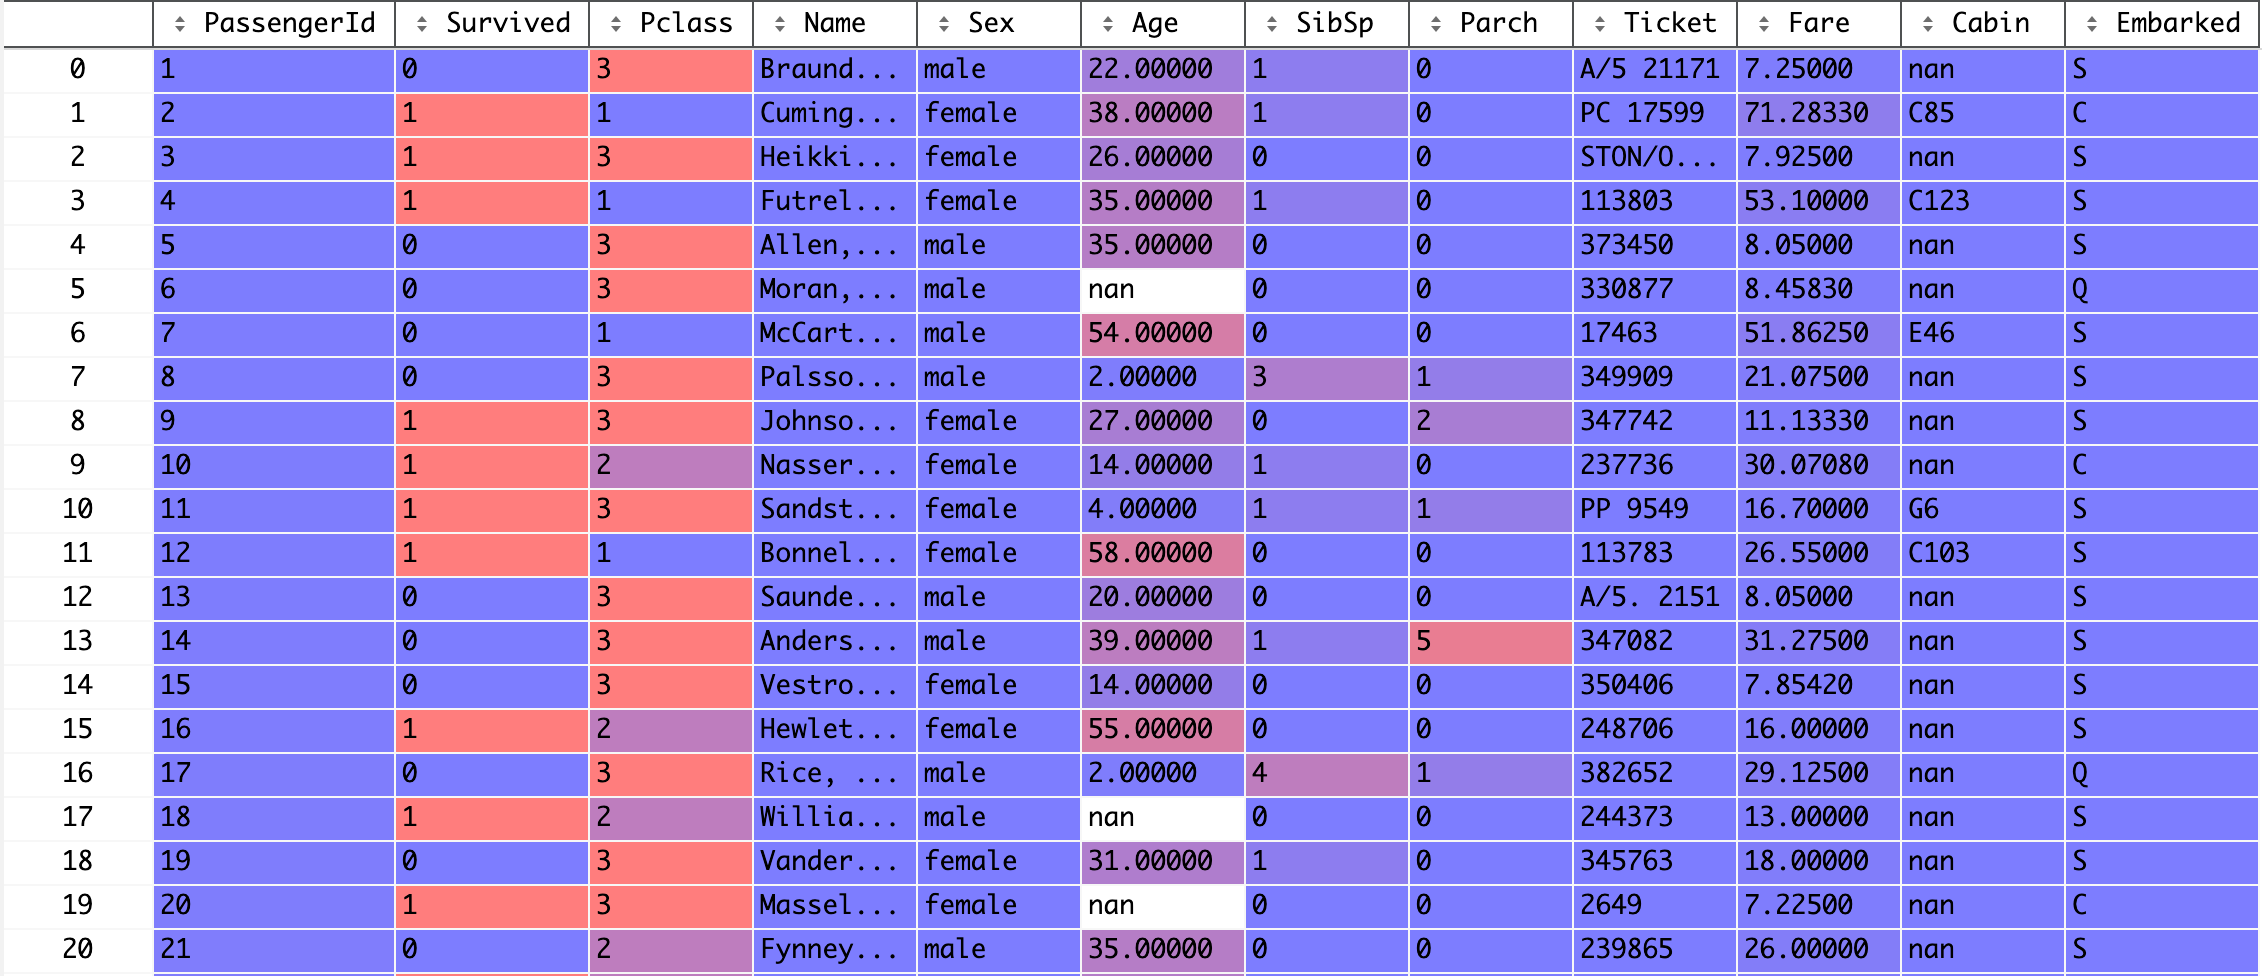 PassengerId Survived Pclass Name Sex Age SibSp Parch Ticket Fare Cabin Embarked
0 1 0 3 Braund... male 22.00000 1 0 A/5 21171 7.25000 nan S
1 2 1 1 Cuming... female 38.00000 1 0 PC 17599 71.28330 C85 C
2 3 1 3 Heikki... female 26.00000 0 0 STON/O... 7.92500 nan S
3 4 1 1 Futrel... female 35.00000 1 0 113803 53.10000 C123 S
4 5 0 3 Allen,... male 35.00000 0 0 373450 8.05000 nan S
5 6 0 3 Moran,... male nan 0 0 330877 8.45830 nan Q
6 7 0 1 McCart... male 54.00000 0 0 17463 51.86250 E46 S
7 8 0 3 Palsso... male 2.00000 3 1 349909 21.07500 nan S
8 9 1 3 Johnso... female 27.00000 0 2 347742 11.13330 nan S
9 10 1 2 Nasser... female 14.00000 1 0 237736 30.07080 nan C
10 11 1 3 Sandst... female 4.00000 1 1 PP 9549 16.70000 G6 S
11 12 1 1 Bonnel... female 58.00000 0 0 113783 26.55000 C103 S
12 13 0 3 Saunde... male 20.00000 0 0 A/5. 2151 8.05000 nan S
13 14 0 3 Anders... male 39.00000 1 5 347082 31.27500 nan S
14 15 0 3 Vestro... female 14.00000 0 0 350406 7.85420 nan S
15 16 1 2 Hewlet... female 55.00000 0 0 248706 16.00000 nan S
16 17 0 3 Rice, ... male 2.00000 4 1 382652 29.12500 nan Q
17 18 1 2 Willia... male nan 0 0 244373 13.00000 nan S
18 19 0 3 Vander... female 31.00000 1 0 345763 18.00000 nan S
19 20 1 3 Massel... female nan 0 0 2649 7.22500 nan C
20 21 0 2 Fynney... male 35.00000 0 0 239865 26.00000 nan S